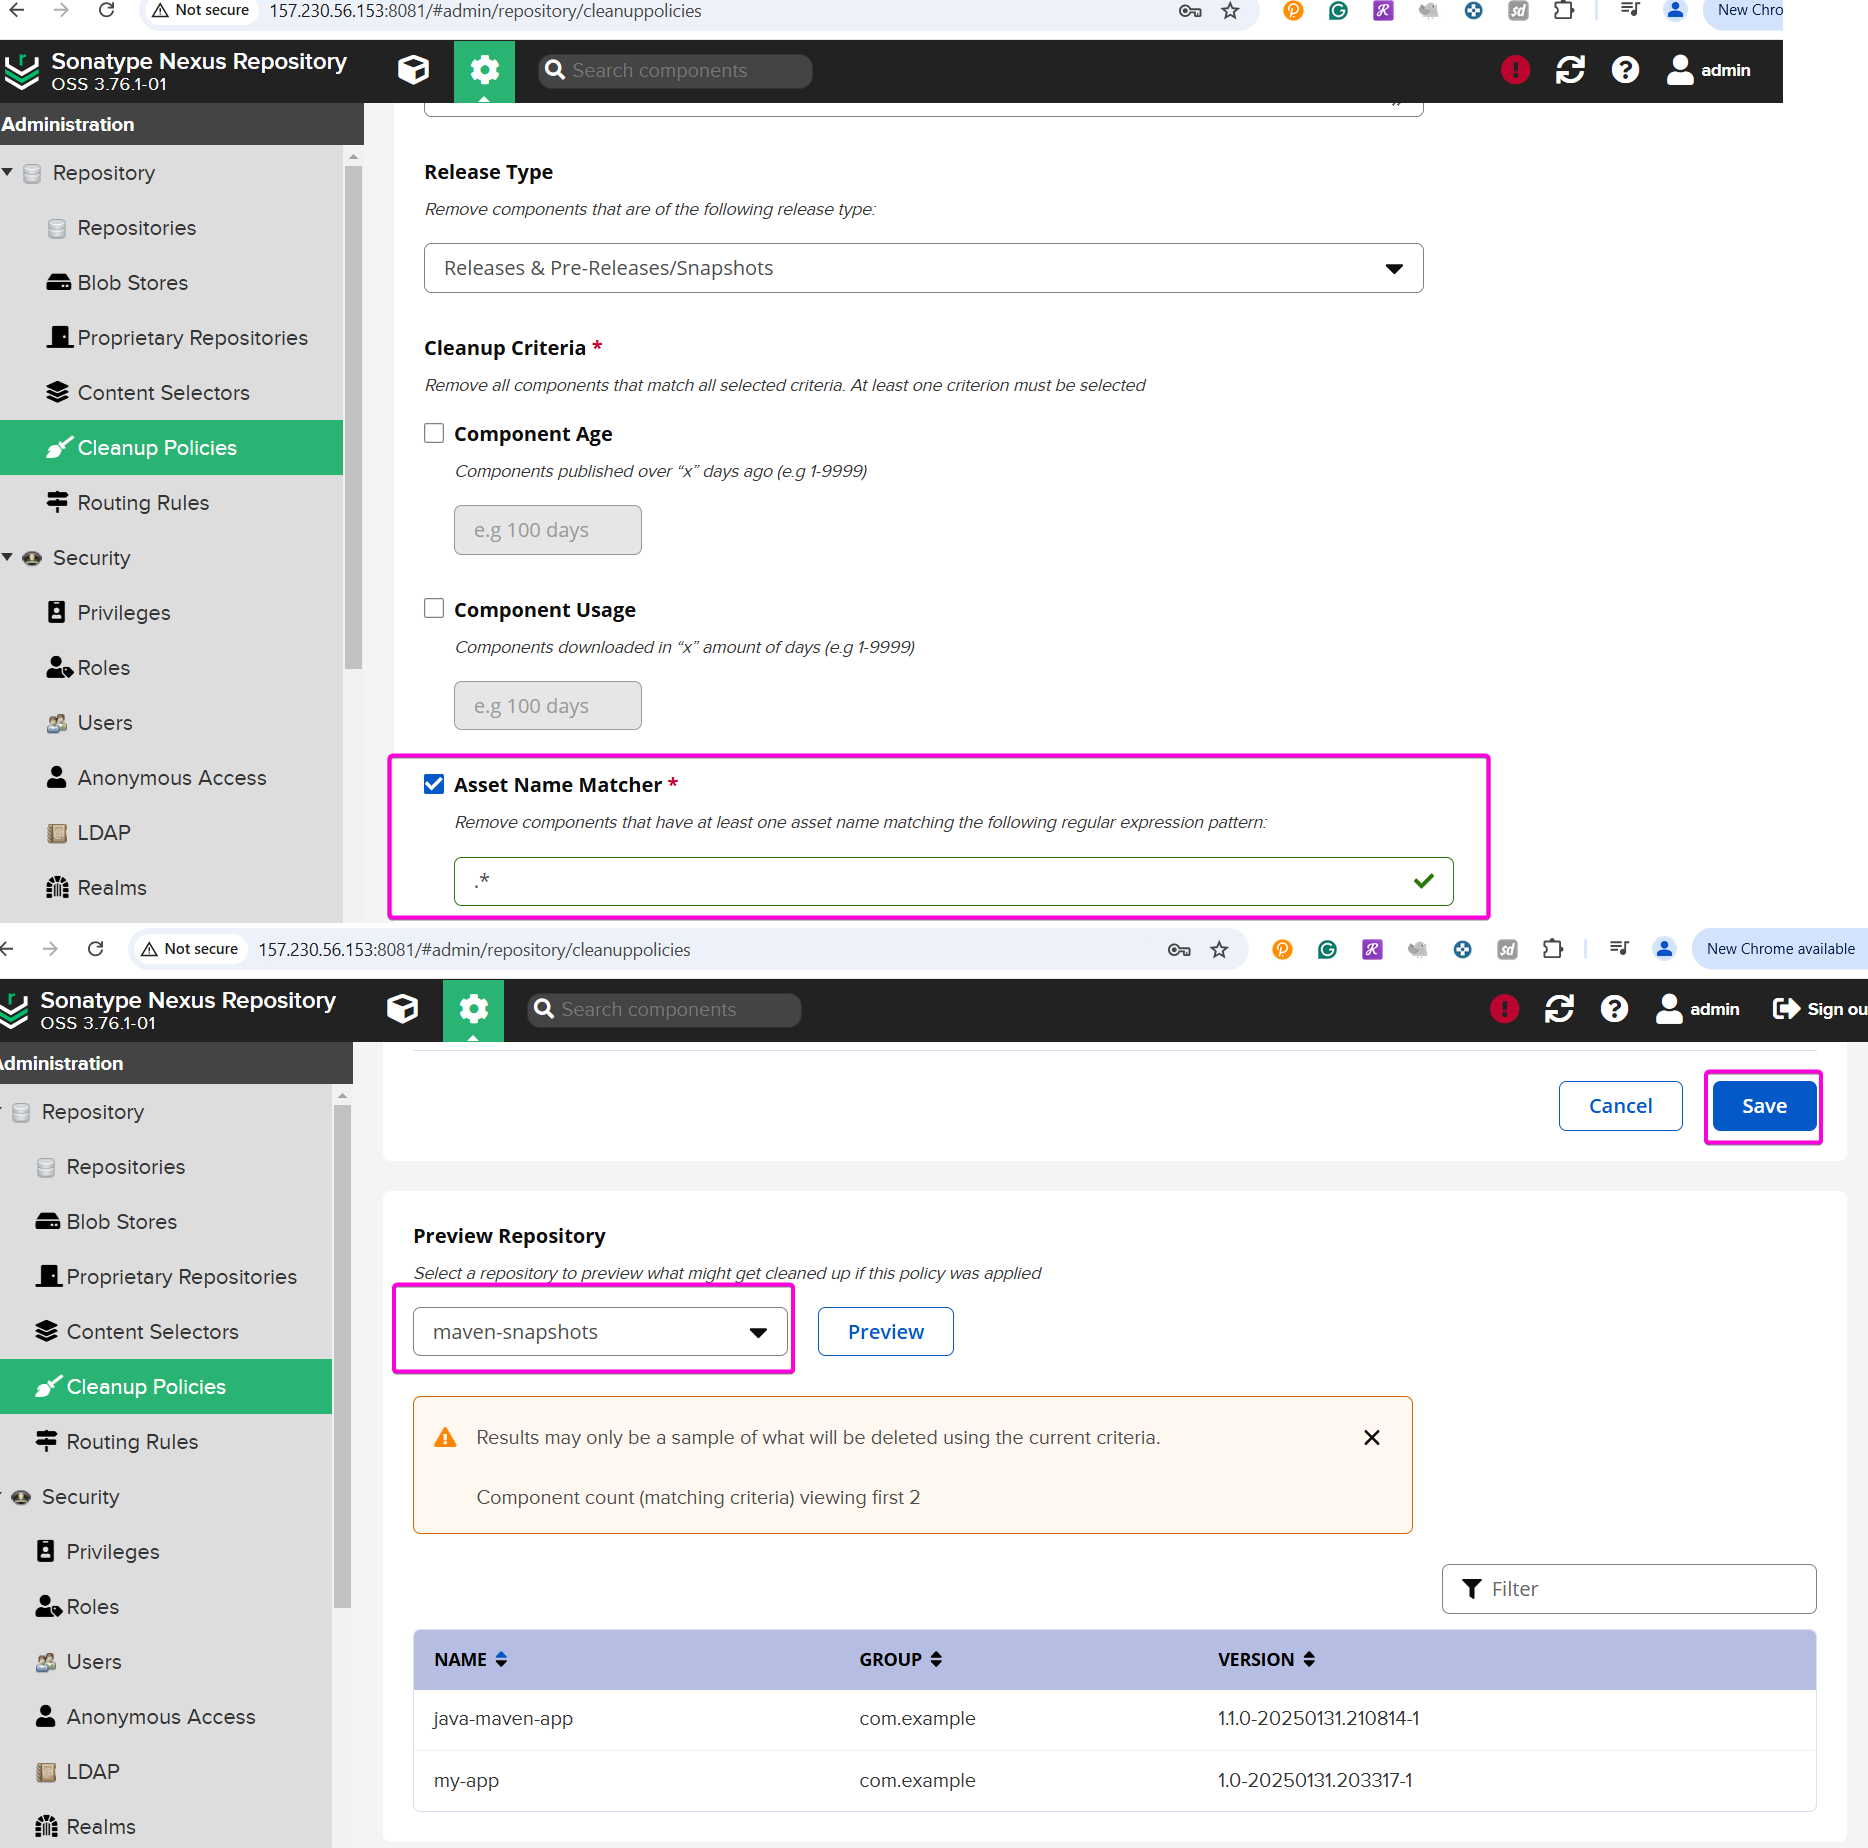 Not secure 157.230.56.153:8081/#admin/repository/cleanuppolicies New Chro
Sonatype Nexus Repository
OSS 3.76.1-01
Search components
admin
Administration
Repository
Repositories
Blob Stores
Proprietary Repositories
Content Selectors
Cleanup Policies
Routing Rules
Security
Privileges
Roles
Users
Anonymous Access
LDAP
Realms
Release Type
Remove components that are of the following release type:
Releases & Pre-Releases/Snapshots
Cleanup Criteria *
Remove all components that match all selected criteria. At least one criterion must be selected
Component Age
Components published over “x” days ago (e.g 1-9999)
e.g 100 days
Component Usage
Components downloaded in “x” amount of days (e.g 1-9999)
e.g 100 days
Asset Name Matcher *
Remove components that have at least one asset name matching the following regular expression pattern:
.*
Not secure 157.230.56.153:8081/#admin/repository/cleanuppolicies New Chrome available
Sonatype Nexus Repository
OSS 3.76.1-01
Search components
admin
Sign ou
dministration
Repository
Repositories
Blob Stores
Proprietary Repositories
Content Selectors
Cleanup Policies
Routing Rules
Security
Privileges
Roles
Users
Anonymous Access
LDAP
Realms
Cancel
Save
Preview Repository
Select a repository to preview what might get cleaned up if this policy was applied
maven-snapshots
Preview
Results may only be a sample of what will be deleted using the current criteria.
Component count (matching criteria) viewing first 2
Filter
NAME GROUP VERSION
java-maven-app com.example 1.1.0-20250131.210814-1
my-app com.example 1.0-20250131.203317-1